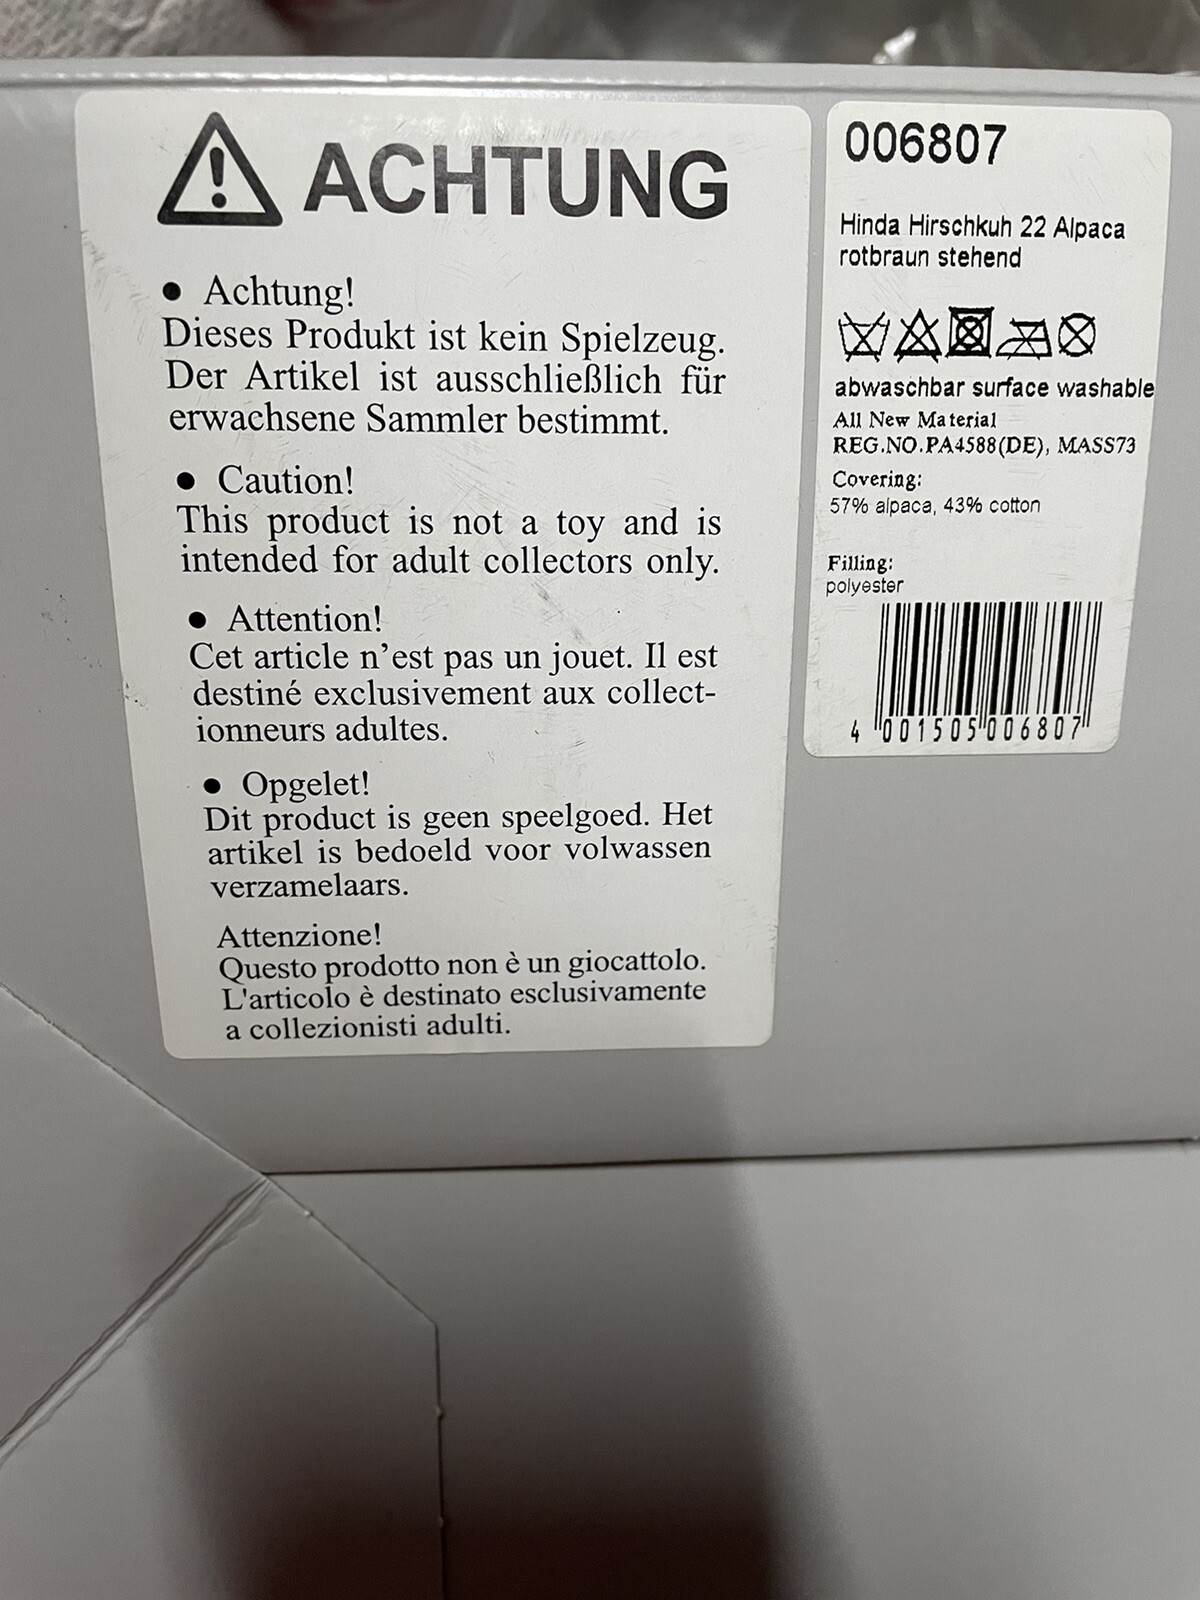 ACHTUNG
● Achtung!
Dieses Produkt ist kein Spielzeug.
Der Artikel ist ausschließlich für
erwachsene Sammler bestimmt.
● Caution!
This product is not a toy and is
intended for adult collectors only.
● Attention!
Cet article n'est pas un jouet. Il est
destiné exclusivement aux collect-
ionneurs adultes.
● Opgelet!
Dit product is geen speelgoed. Het
artikel is bedoeld voor volwassen
verzamelaars.
Attenzione!
Questo prodotto non è un giocattolo.
L'articolo è destinato esclusivamente
a collezionisti adulti.
006807
Hinda Hirschkuh 22 Alpaca
rotbraun stehend
abwaschbar surface washable
All New Material
REG.NO.PA4588(DE), MASS73
Covering:
57% alpaca, 43% cotton
Filling:
polyester
4 001505 006807